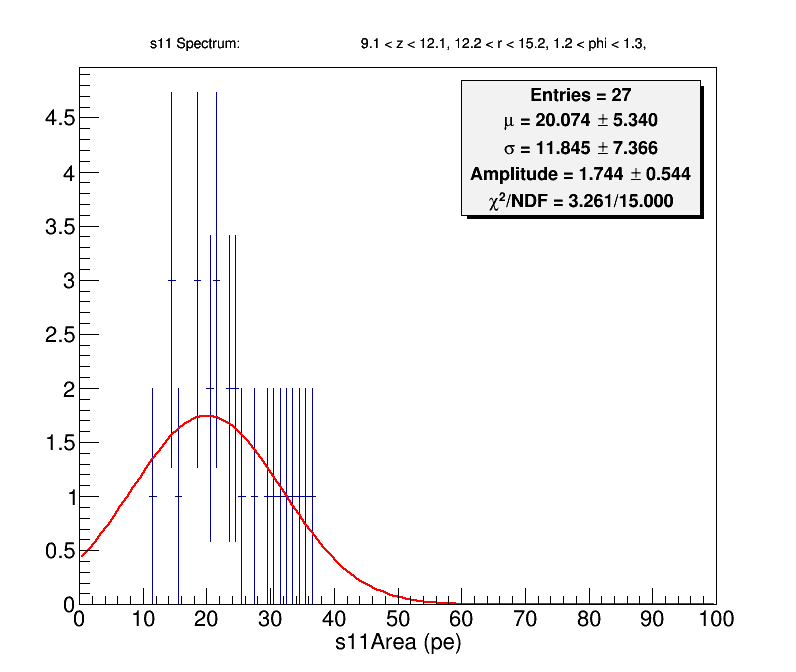 s11 Spectrum: 9.1 < z < 12.1, 12.2 < r < 15.2, 1.2 < phi < 1.3,
Entries = 27
μ = 20.074 ± 5.340
σ = 11.845 ± 7.366
Amplitude = 1.744 ± 0.544
χ²/NDF = 3.261/15.000
4.5
4
3.5
3
2.5
2
1.5
1
0.5
0
0 10 20 30 40 50 60 70 80 90 100
s11Area (pe)